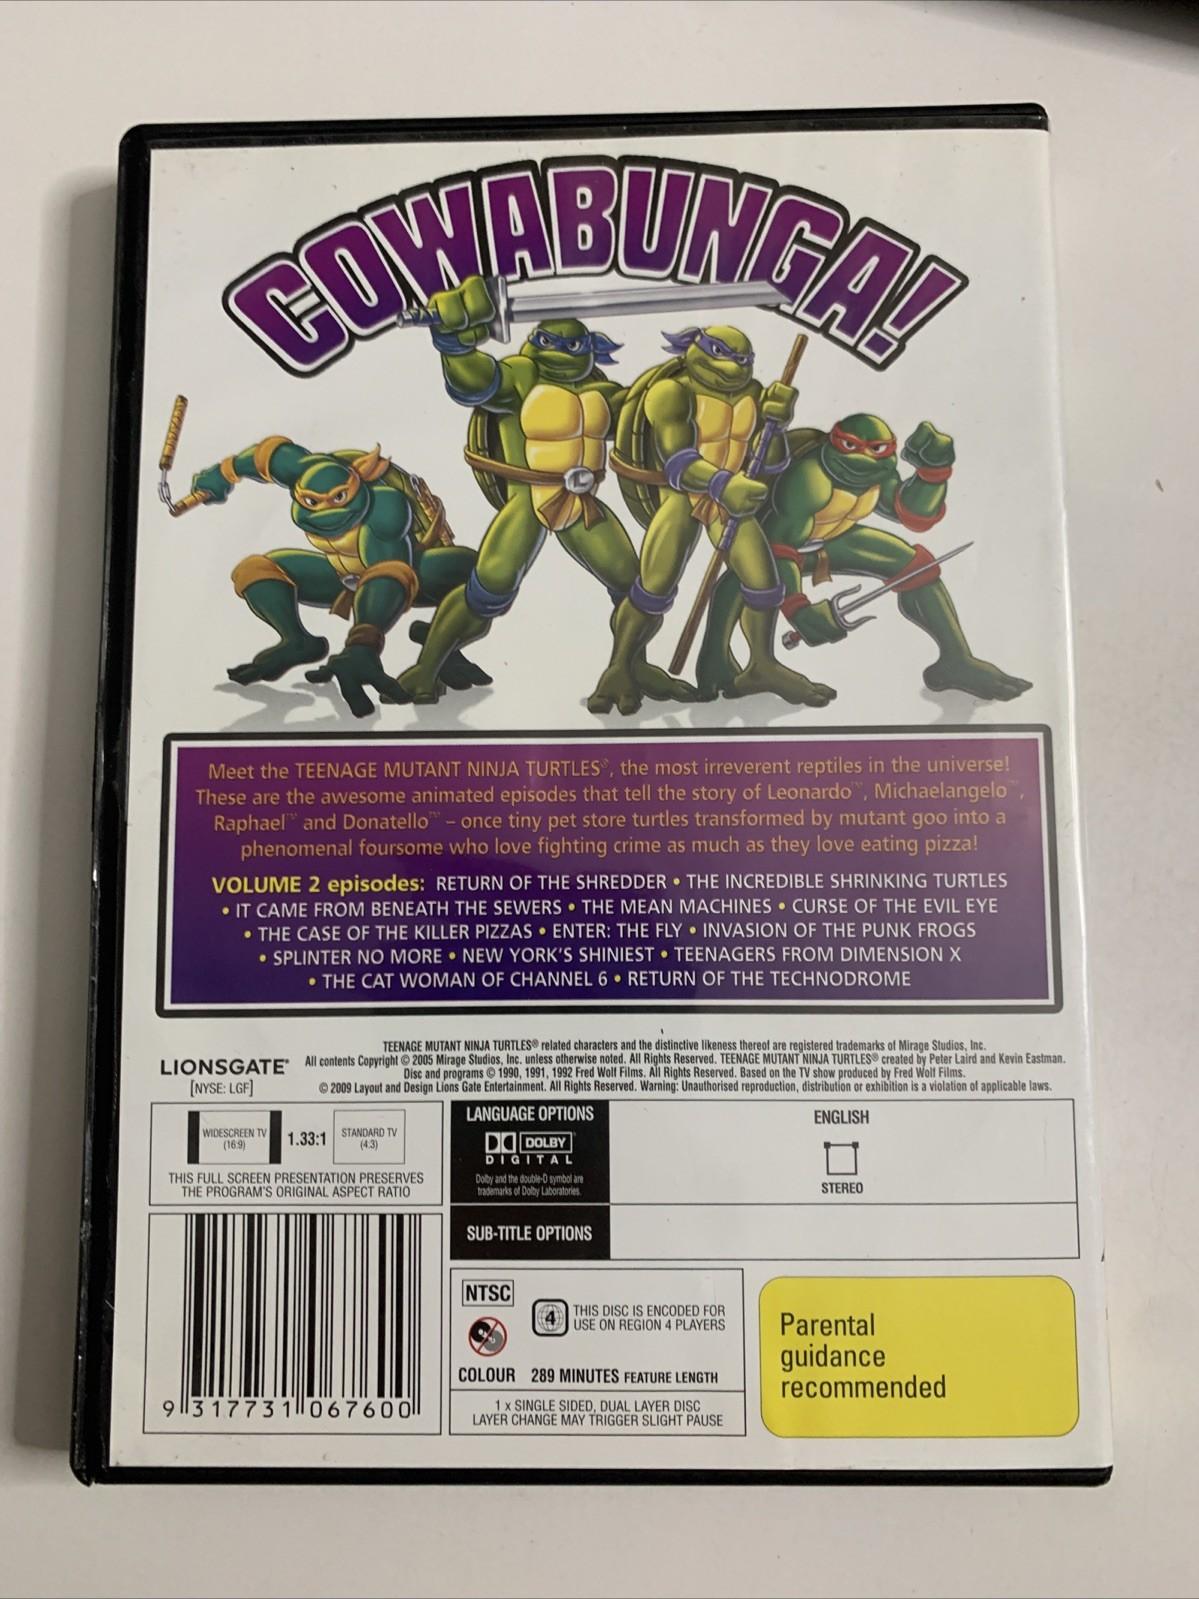 COWABUNGA!
Meet the TEENAGE MUTANT NINJA TURTLES®, the most irreverent reptiles in the universe!
These are the awesome animated episodes that tell the story of Leonardo™, Michaelangelo™,
Raphael™ and Donatello™ – once tiny pet store turtles transformed by mutant goo into a
phenomenal foursome who love fighting crime as much as they love eating pizza!
VOLUME 2 episodes: RETURN OF THE SHREDDER • THE INCREDIBLE SHRINKING TURTLES
• IT CAME FROM BENEATH THE SEWERS • THE MEAN MACHINES • CURSE OF THE EVIL EYE
• THE CASE OF THE KILLER PIZZAS • ENTER: THE FLY • INVASION OF THE PUNK FROGS
• SPLINTER NO MORE • NEW YORK'S SHINIEST • TEENAGERS FROM DIMENSION X
• THE CAT WOMAN OF CHANNEL 6 • RETURN OF THE TECHNODROME
LIONSGATE®
[NYSE: LGF]
TEENAGE MUTANT NINJA TURTLES® related characters and the distinctive likeness thereof are registered trademarks of Mirage Studios, Inc.
All contents Copyright © 2005 Mirage Studios, Inc. unless otherwise noted. All Rights Reserved. TEENAGE MUTANT NINJA TURTLES® created by Peter Laird and Kevin Eastman.
Disc and programs © 1990, 1991, 1992 Fred Wolf Films. All Rights Reserved. Based on the TV show produced by Fred Wolf Films.
© 2009 Layout and Design Lions Gate Entertainment. All Rights Reserved. Warning: Unauthorised reproduction, distribution or exhibition is a violation of applicable laws.
WIDESCREEN TV
(16:9)
1.33:1
STANDARD TV
(4:3)
THIS FULL SCREEN PRESENTATION PRESERVES
THE PROGRAM'S ORIGINAL ASPECT RATIO
LANGUAGE OPTIONS
DOLBY
DIGITAL
Dolby and the double-D symbol are
trademarks of Dolby Laboratories.
ENGLISH
STEREO
SUB-TITLE OPTIONS
9 317731 067600
NTSC
4
THIS DISC IS ENCODED FOR
USE ON REGION 4 PLAYERS
COLOUR 289 MINUTES FEATURE LENGTH
1 x SINGLE SIDED, DUAL LAYER DISC
LAYER CHANGE MAY TRIGGER SLIGHT PAUSE
Parental
guidance
recommended